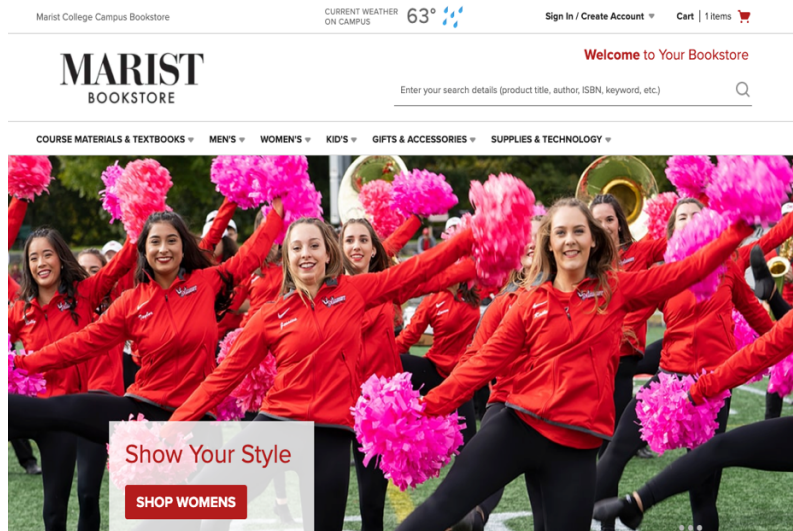 Marist College Campus Bookstore
CURRENT WEATHER
ON CAMPUS
63°
Sign In / Create Account
Cart | 1 items
MARIST
BOOKSTORE
Welcome to Your Bookstore
Enter your search details (product title, author, ISBN, keyword, etc.)
COURSE MATERIALS & TEXTBOOKS MEN'S WOMEN'S KID'S GIFTS & ACCESSORIES SUPPLIES & TECHNOLOGY
Show Your Style
SHOP WOMENS